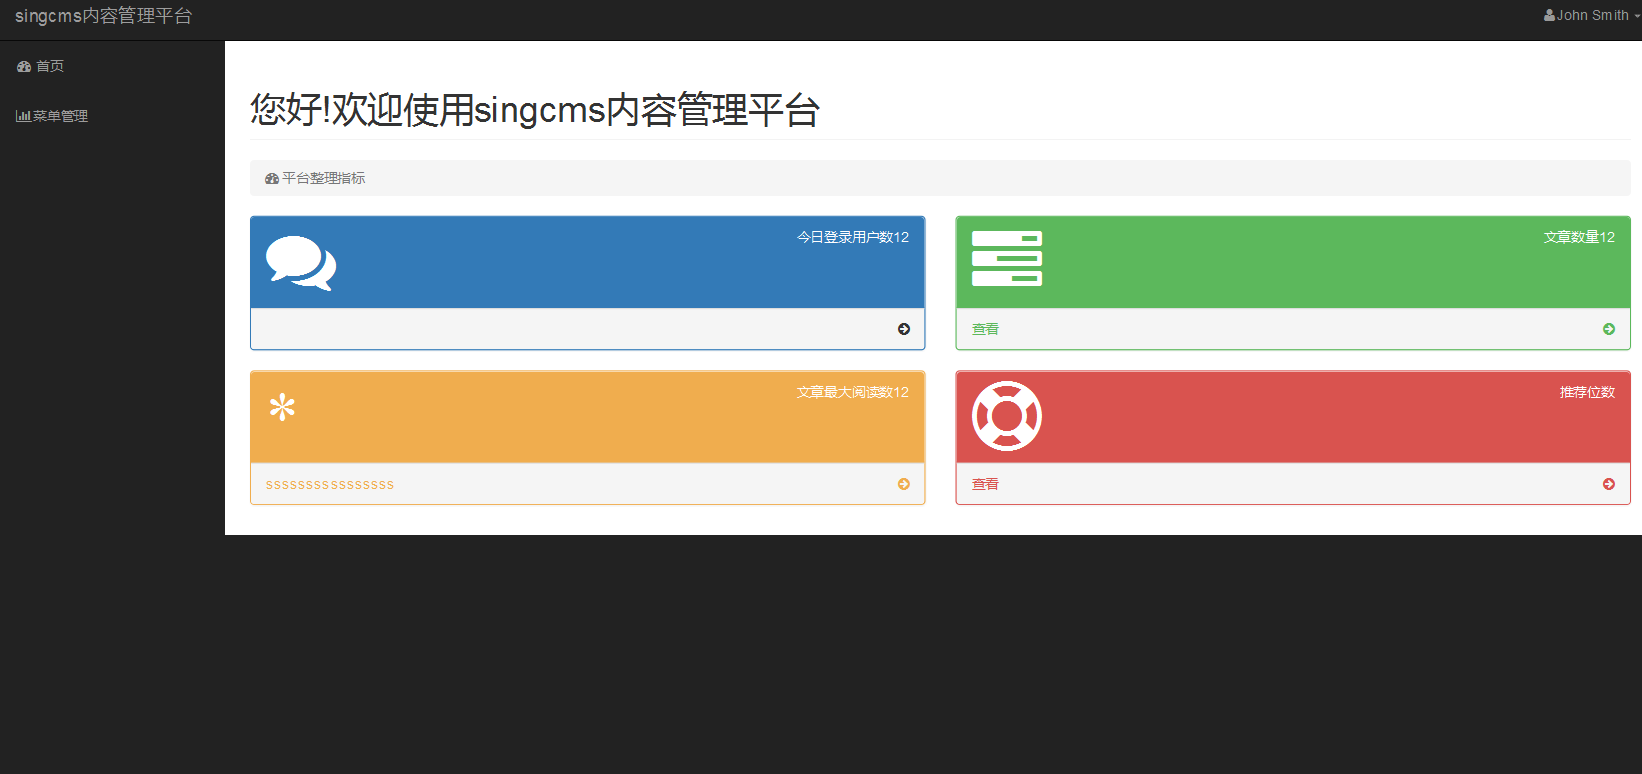 singcms内容管理平台
John Smith
首页
菜单管理
您好!欢迎使用singcms内容管理平台
平台整理指标
今日登录用户数12
文章数量12
查看
*
文章最大阅读数12
推荐位数
ssssssssssssssss
查看